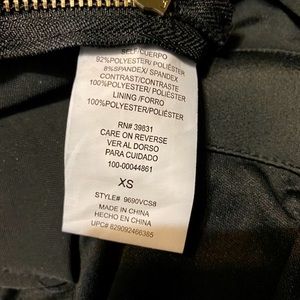 SELF/CUERPO
92%POLYESTER/ POLIÉSTER
8%SPANDEX/ SPANDEX
CONTRAST/CONTRASTE
100%POLYESTER/POLIÉSTER
LINING /FORRO
100%POLYESTER/POLIÉSTER
RN# 39831
CARE ON REVERSE
VER AL DORSO
PARA CUIDADO
100-00044861
XS
STYLE# 9690VCS8
MADE IN CHINA
HECHO EN CHINA
UPC# 829092466385